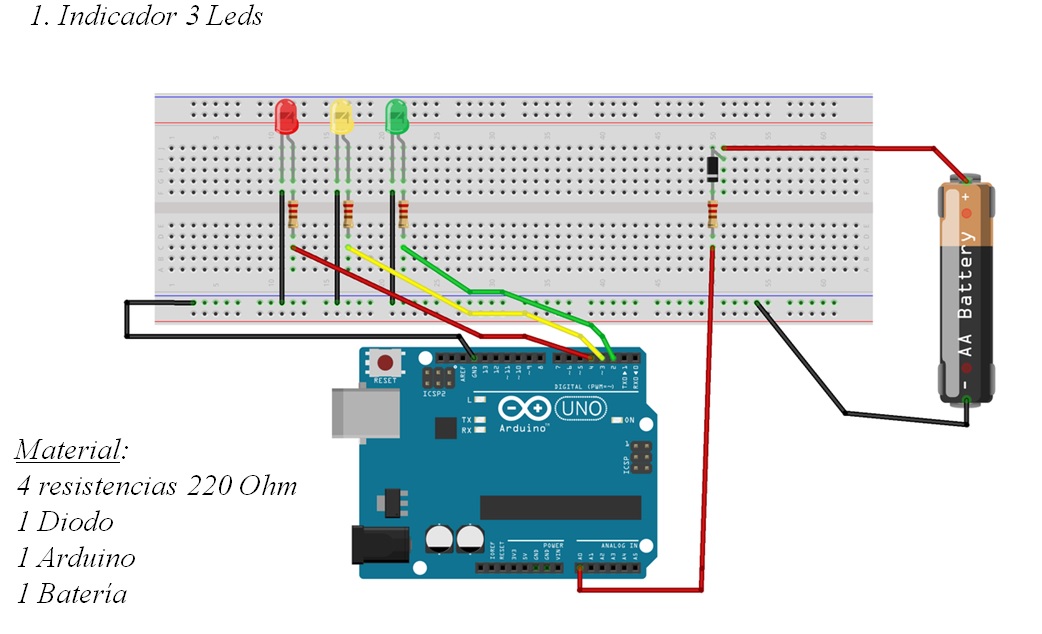 1. Indicador 3 Leds
AA Battery
+
-
RESET
ICSP2
AREF
GND
13
12
~11
~10
~9
8
7
~6
~5
4
~3
2
TX▶1
RX◀0
DIGITAL (PWM=~)
L
TX
RX
Arduino™
UNO
ON
ICSP
1
POWER
ANALOG IN
IOREF
RESET
3V3
5V
GND
GND
VIN
A0
A1
A2
A3
A4
A5
Material:
4 resistencias 220 Ohm
1 Diodo
1 Arduino
1 Batería